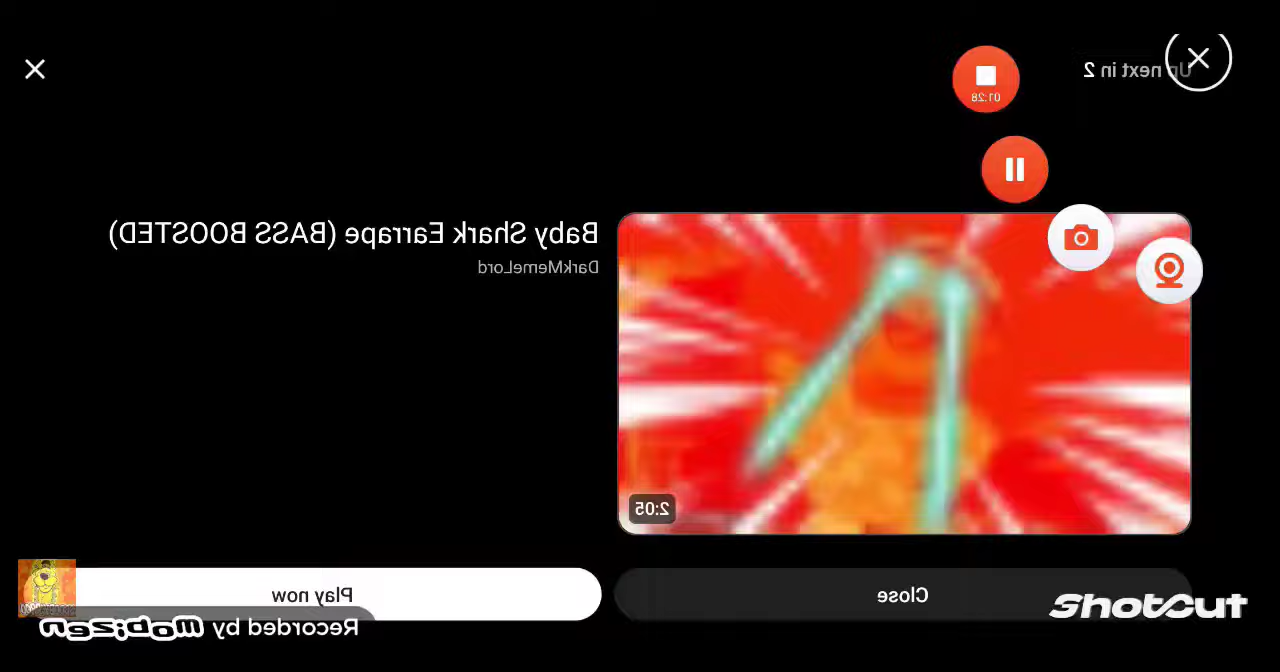 Up next in 2
01:28
Baby Shark Earrape (BASS BOOSTED)
DarkMemeLord
2:05
Play now
Close
Recorded by mobizen
Shotcut